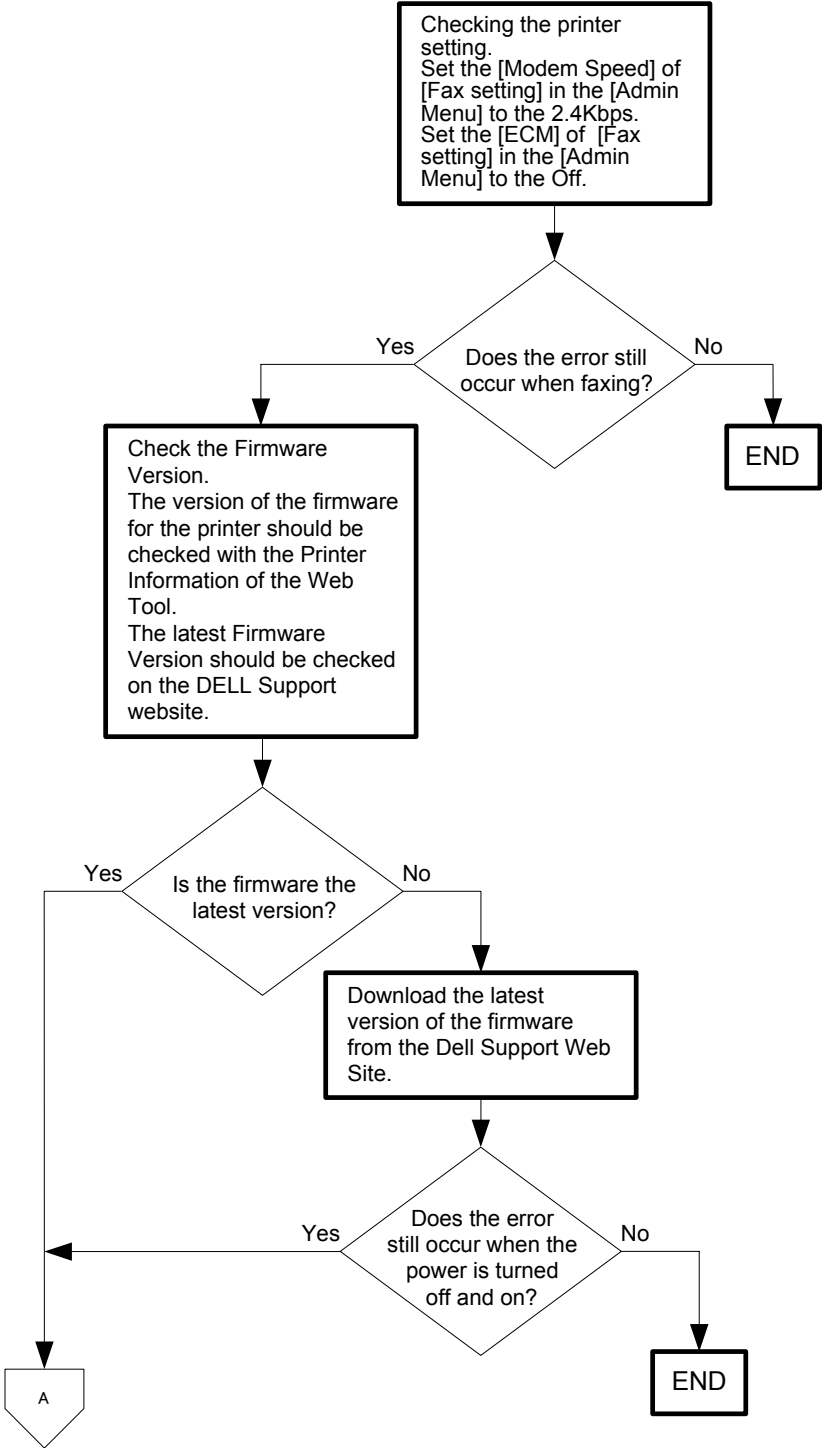 Checking the printer
setting.
Set the [Modem Speed] of
[Fax setting] in the [Admin
Menu] to the 2.4Kbps.
Set the [ECM] of [Fax
setting] in the [Admin
Menu] to the Off.
Yes
Does the error still
occur when faxing?
No
END
Check the Firmware
Version.
The version of the firmware
for the printer should be
checked with the Printer
Information of the Web
Tool.
The latest Firmware
Version should be checked
on the DELL Support
website.
Yes
Is the firmware the
latest version?
No
Download the latest
version of the firmware
from the Dell Support Web
Site.
Yes
Does the error
still occur when the
power is turned
off and on?
No
END
A